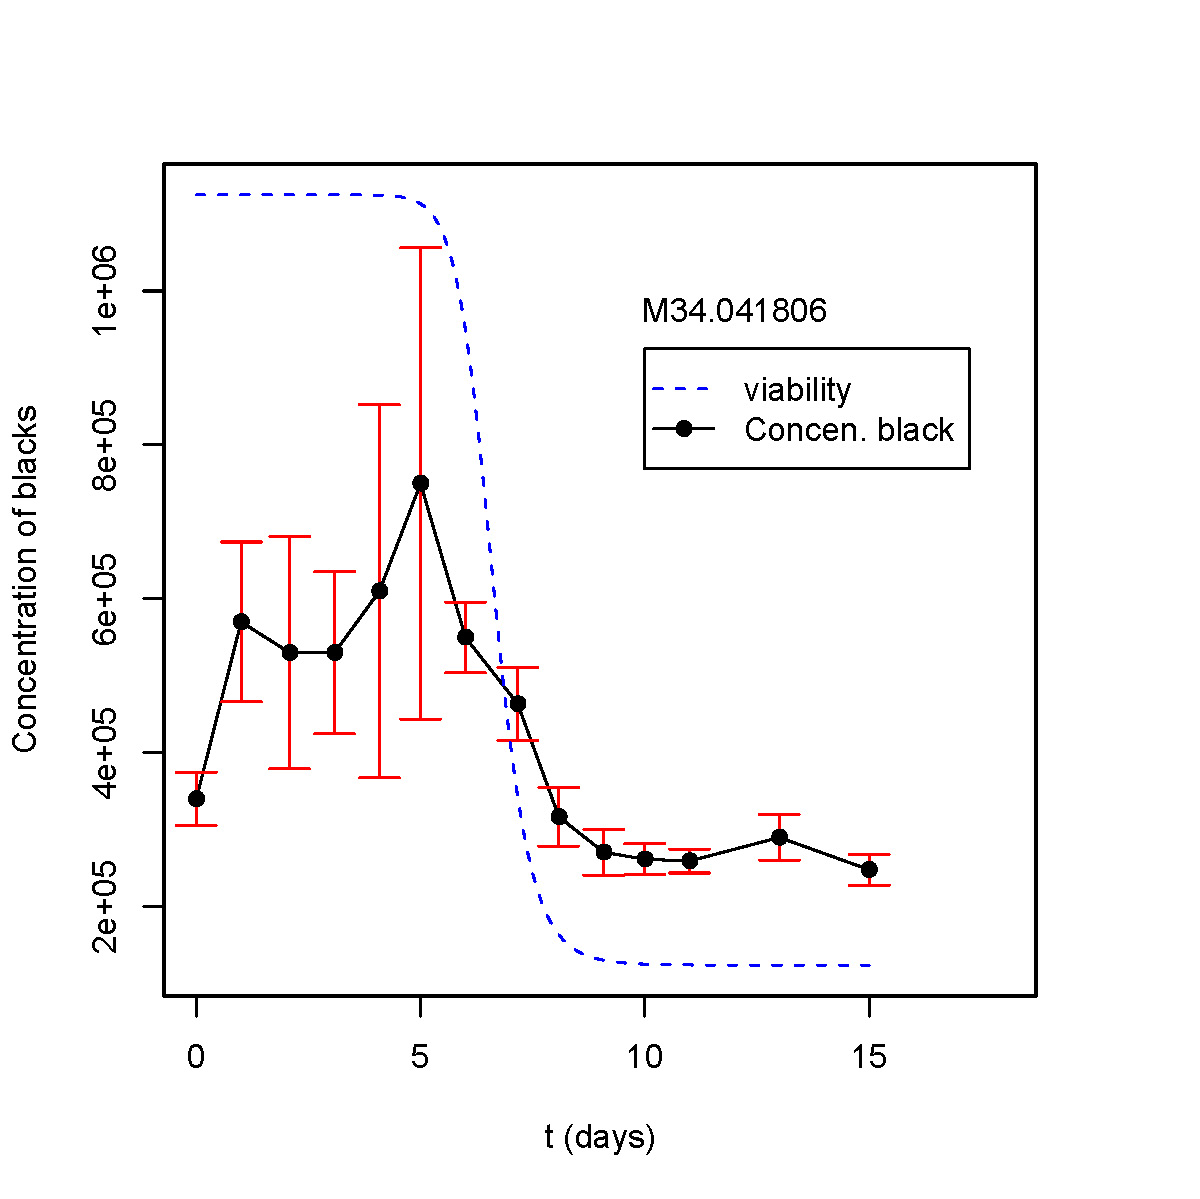 Concentration of blacks
1e+06
8e+05
6e+05
4e+05
2e+05
M34.041806
viability
Concen. black
0 5 10 15
t (days)